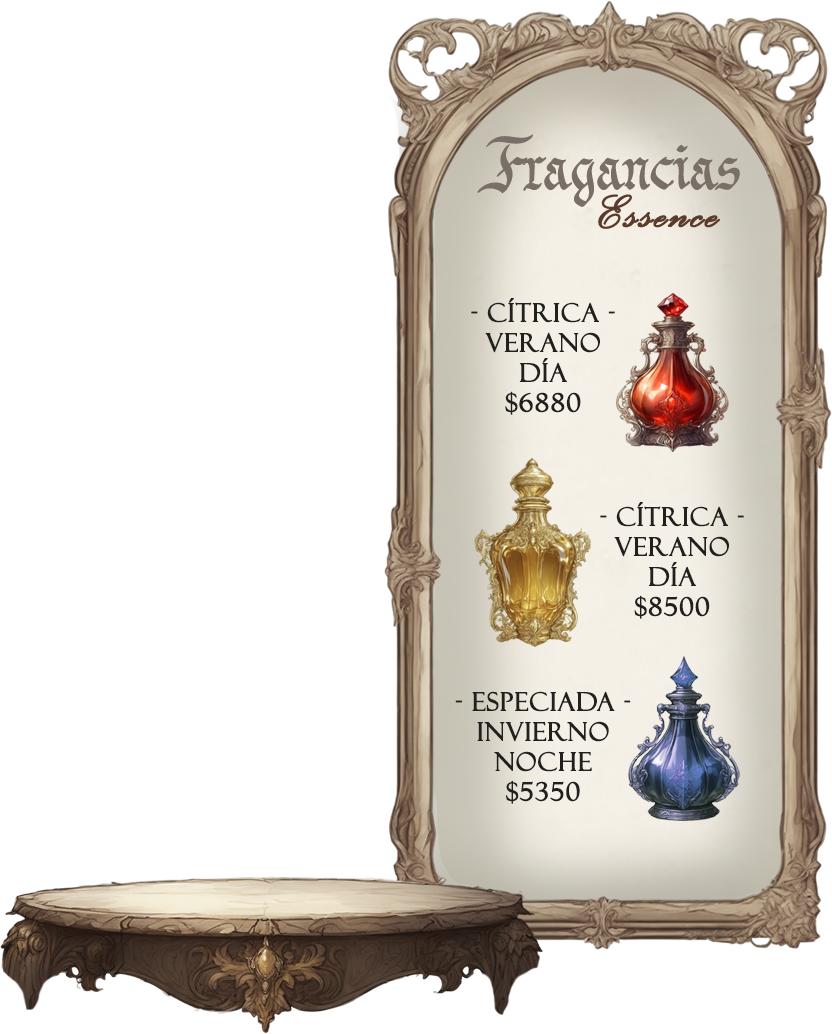 Fragancias
Essence
- CÍTRICA -
VERANO
DÍA
$6880
- CÍTRICA -
VERANO
DÍA
$8500
- ESPECIADA -
INVIERNO
NOCHE
$5350